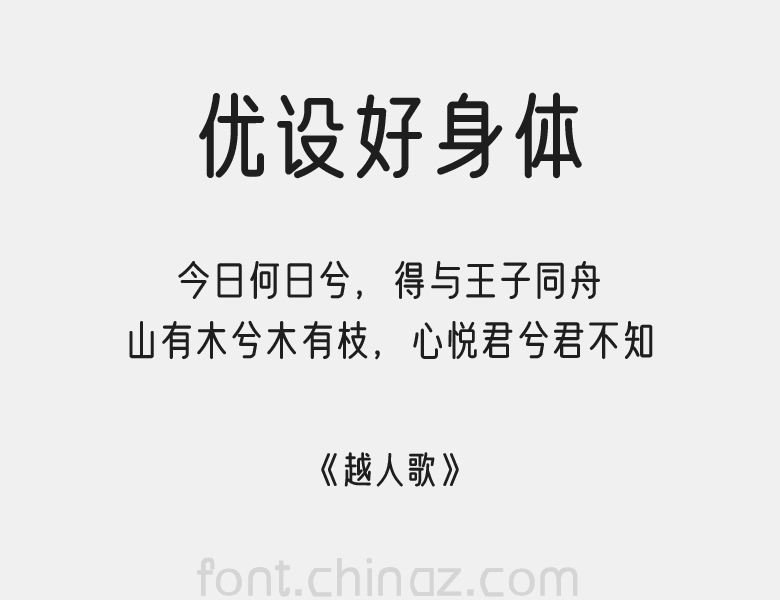 优设好身体
今日何日兮，得与王子同舟
山有木兮木有枝，心悦君兮君不知
《越人歌》
font.chinaz.com